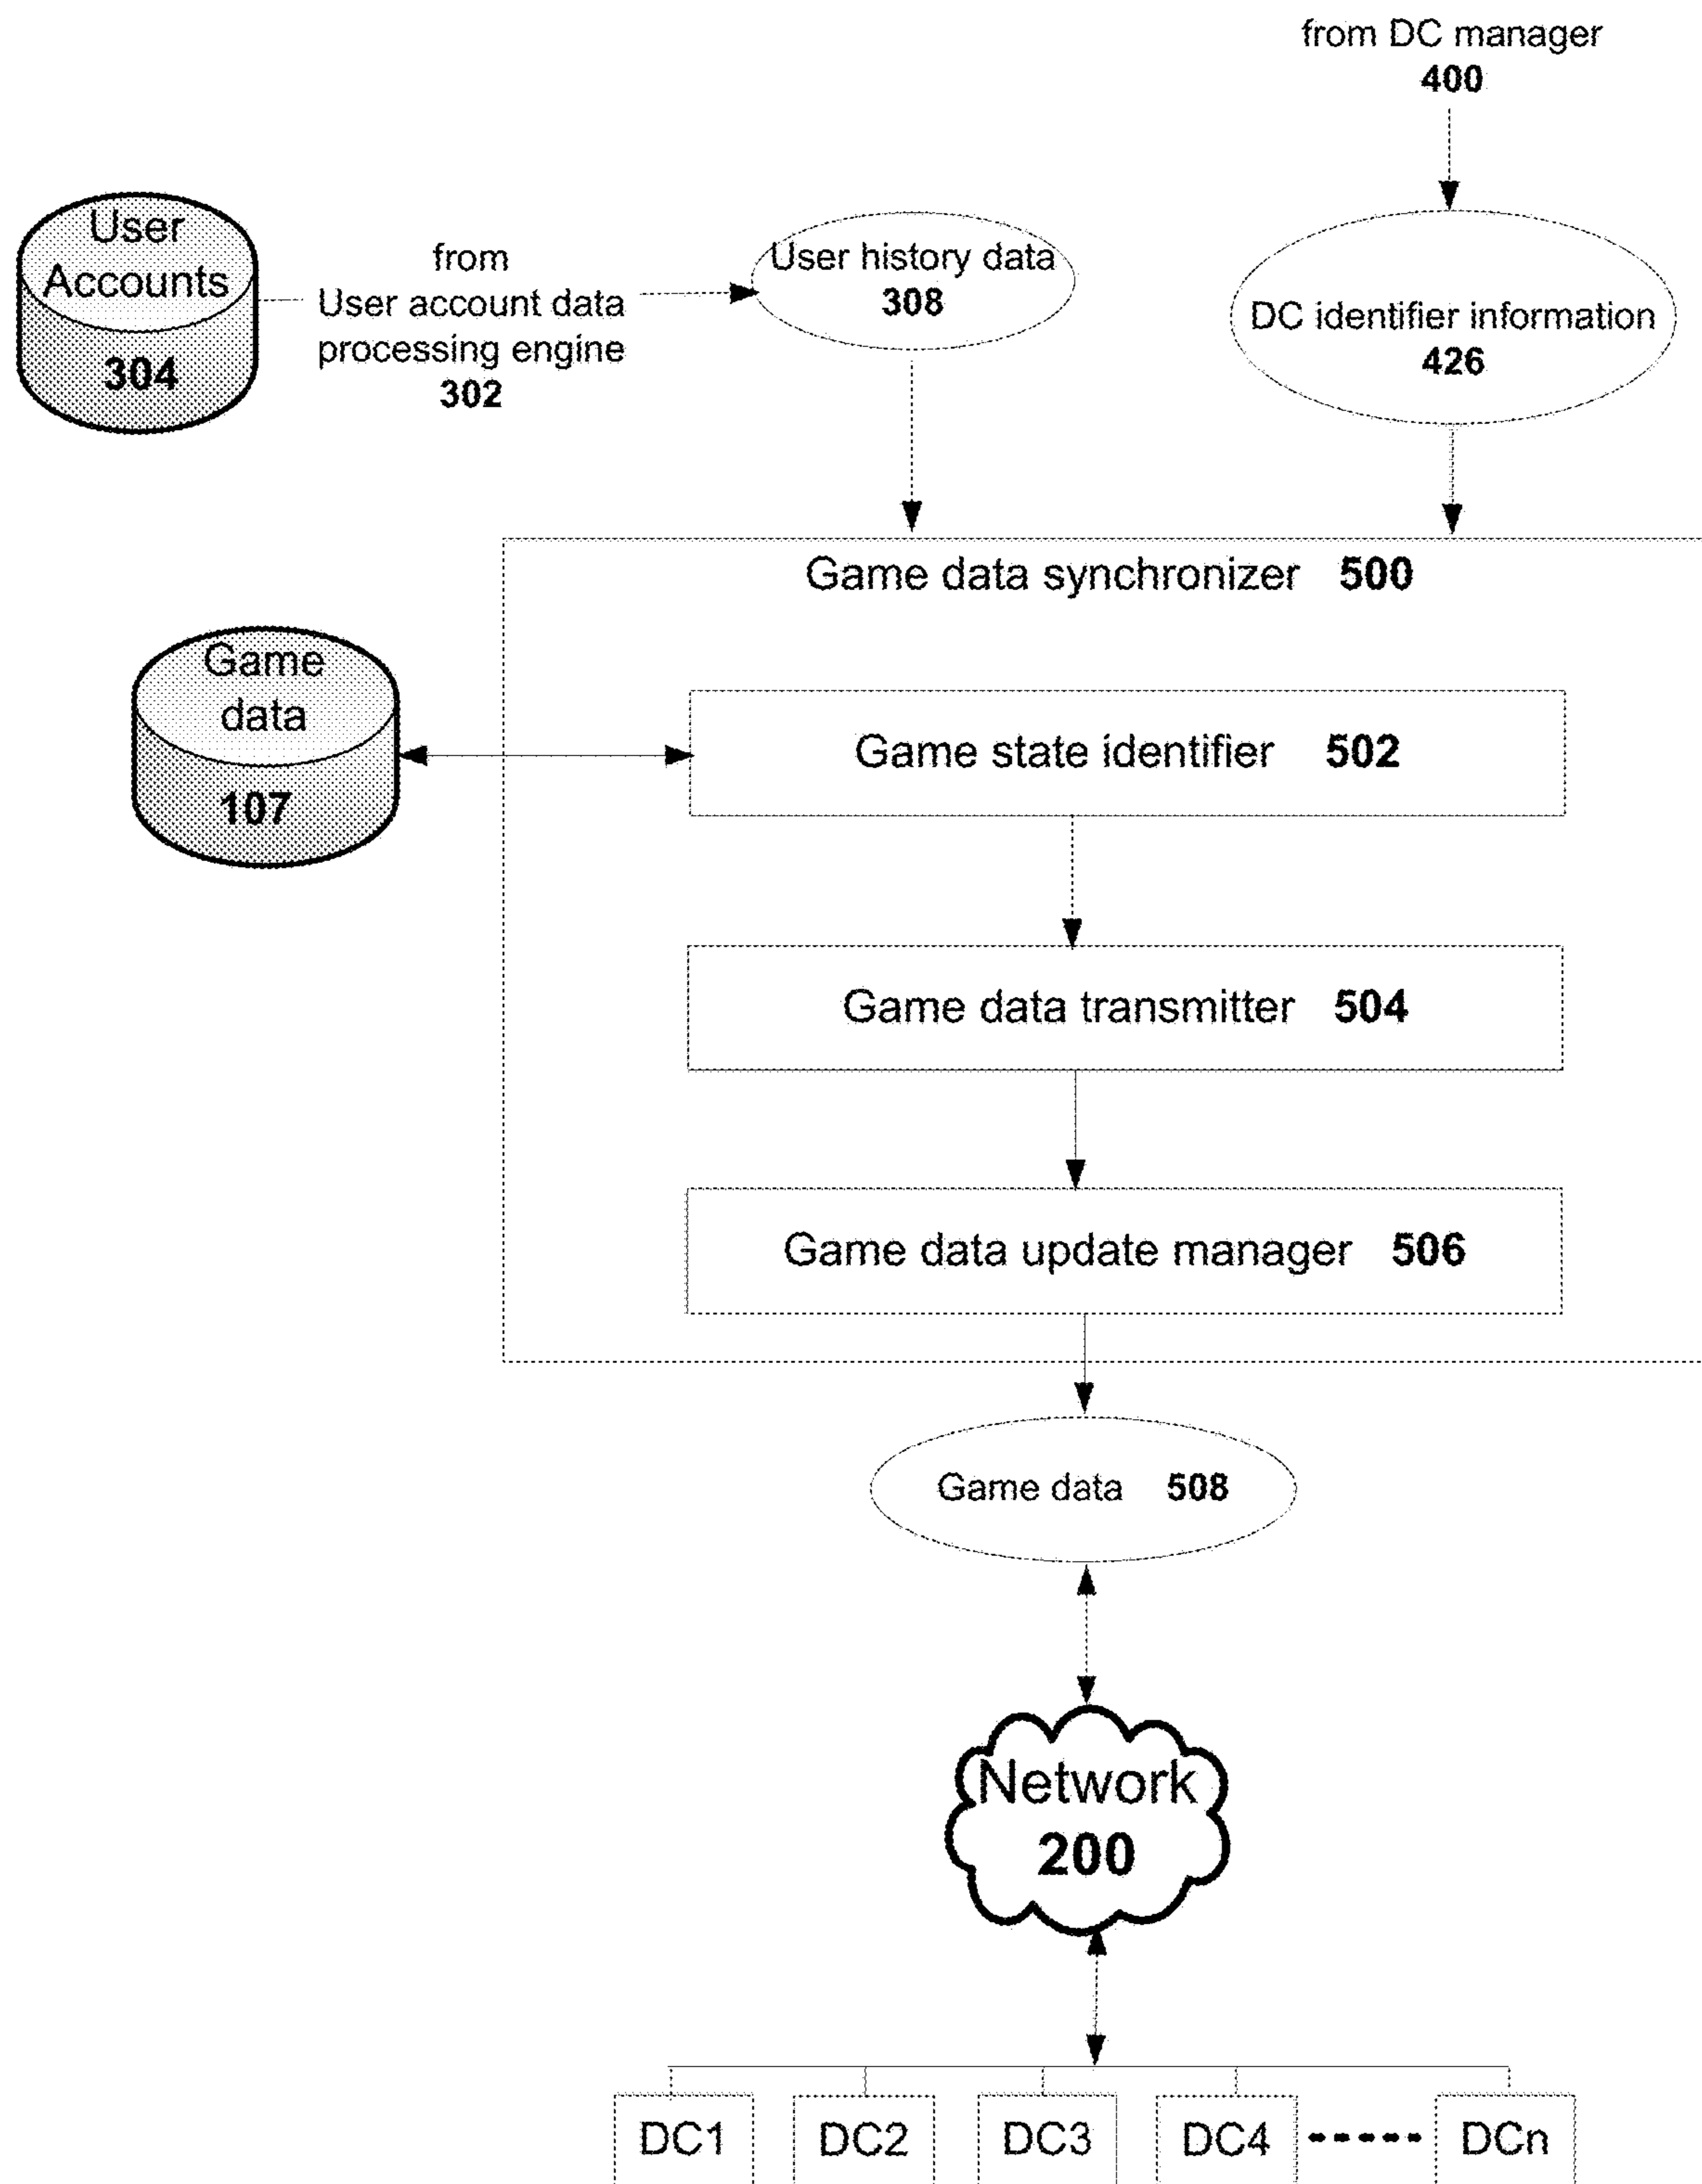 from DC manager
400
User
Accounts
304
from
User account data
processing engine
302
User history data
308
DC identifier information
426
Game data synchronizer 500
Game
data
107
Game state identifier 502
Game data transmitter 504
Game data update manager 506
Game data 508
Network
200
DC1 DC2 DC3 DC4 DCn